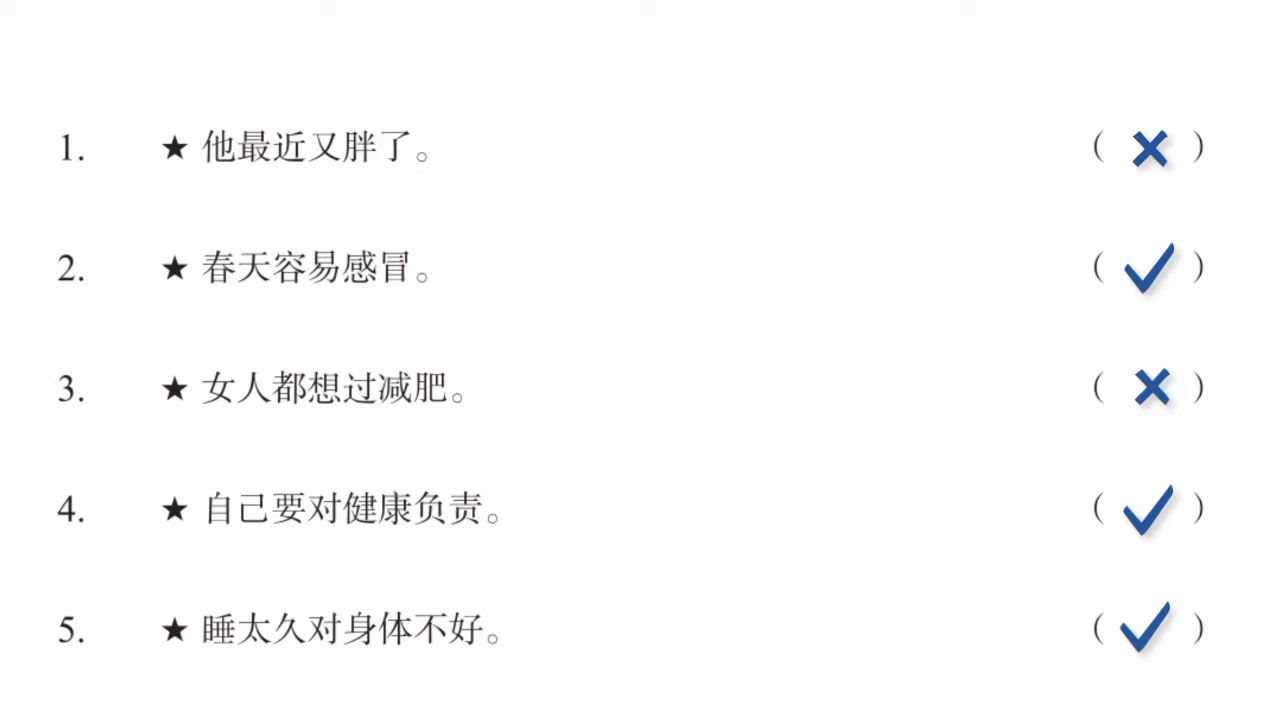 1. ★ 他最近又胖了。 ( ✗ )
2. ★ 春天容易感冒。 ( ✓ )
3. ★ 女人都想过减肥。 ( ✗ )
4. ★ 自己要对健康负责。 ( ✓ )
5. ★ 睡太久对身体不好。 ( ✓ )